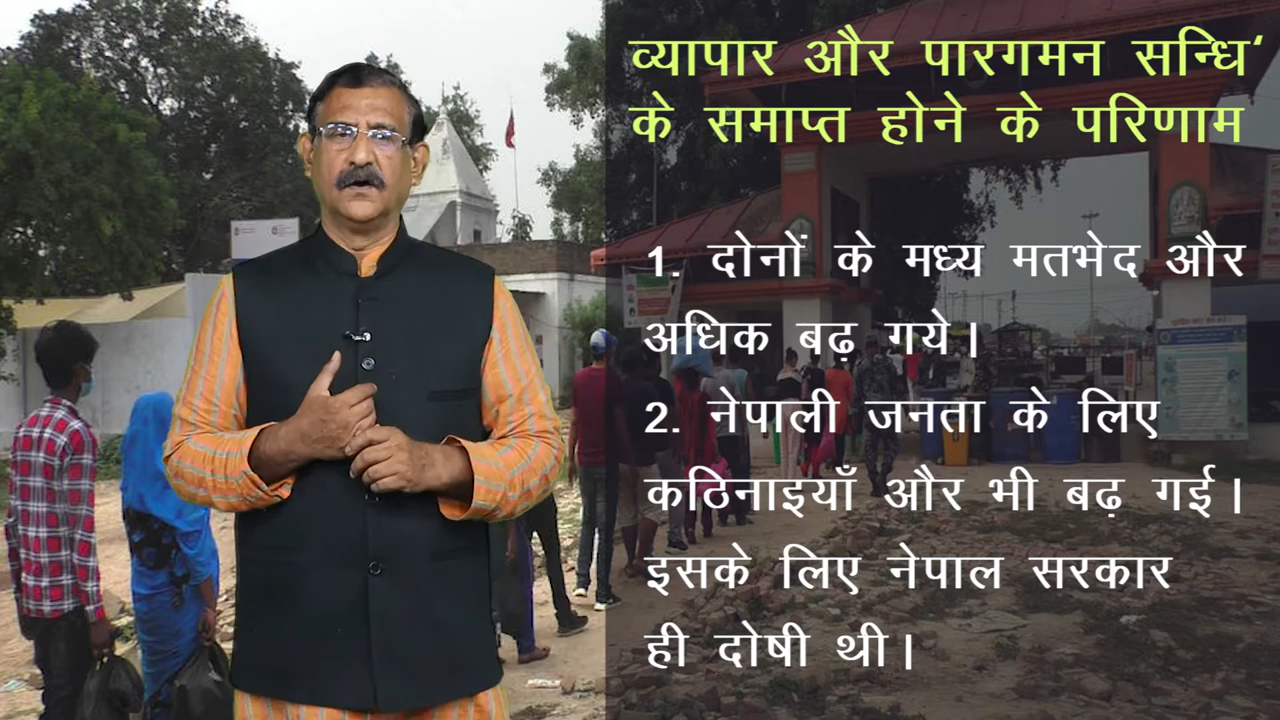 व्यापार और पारगमन सन्धि‘
के समाप्त होने के परिणाम
1. दोनों के मध्य मतभेद और
अधिक बढ़ गये।
2. नेपाली जनता के लिए
कठिनाइयाँ और भी बढ़ गई।
इसके लिए नेपाल सरकार
ही दोषी थी।